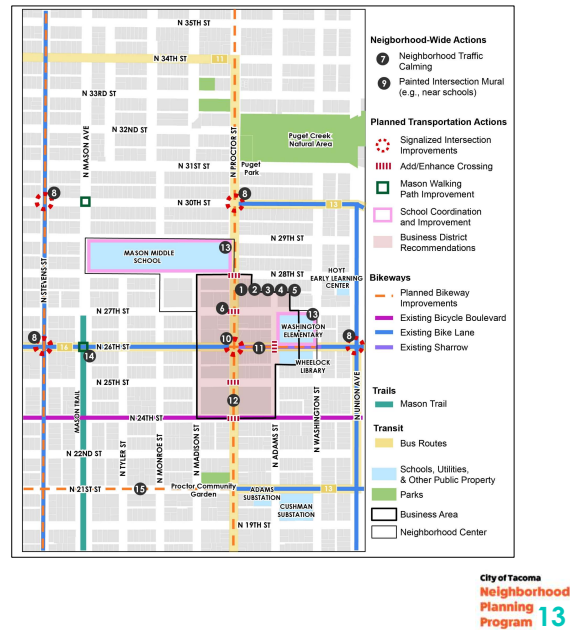 N 35TH ST
N 34TH ST
11
N 33RD ST
N 32ND ST
N MASON AVE
N PROCTOR ST
Puget Creek
Natural Area
N 31ST ST
Puget
Park
8
8
N 30TH ST
13
N 29TH ST
13
MASON MIDDLE
SCHOOL
N 28TH ST
HOYT
EARLY LEARNING
CENTER
N STEVENS ST
1
2
3
4
5
6
N 27TH ST
13
WASHINGTON
ELEMENTARY
8
10
8
16
N 26TH ST
11
14
WHEELOCK
LIBRARY
N 25TH ST
MASON TRAIL
12
N UNION AVE
N 24TH ST
N TYLER ST
N MONROE ST
N MADISON ST
N ADAMS ST
N WASHINGTON ST
N 22ND ST
N 21ST ST
15
Proctor Community
Garden
ADAMS
SUBSTATION
13
CUSHMAN
SUBSTATION
N 19TH ST
Neigborhood-Wide Actions
7
Neighborhood Traffic
Calming
9
Painted Intersection Mural
(e.g., near schools)
Planned Transportation Actions
Signalized Intersection
Improvements
Add/Enhance Crossing
Mason Walking
Path Improvement
School Coordination
and Improvement
Business District
Recommendations
Bikeways
Planned Bikeway
Improvements
Existing Bicycle Boulevard
Existing Bike Lane
Existing Sharrow
Trails
Mason Trail
Transit
Bus Routes
Schools, Utilities,
& Other Public Property
Parks
Business Area
Neighborhood Center
City of Tacoma
Neighborhood
Planning
Program 13